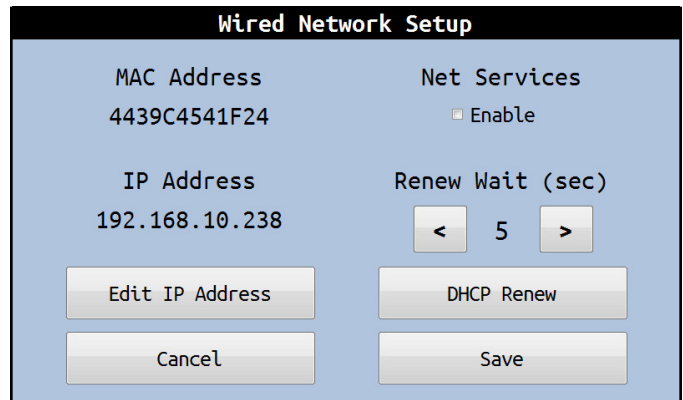 Wired Network Setup
MAC Address
4439C4541F24
Net Services
Enable
IP Address
192.168.10.238
Renew Wait (sec)
< 5 >
Edit IP Address
DHCP Renew
Cancel
Save